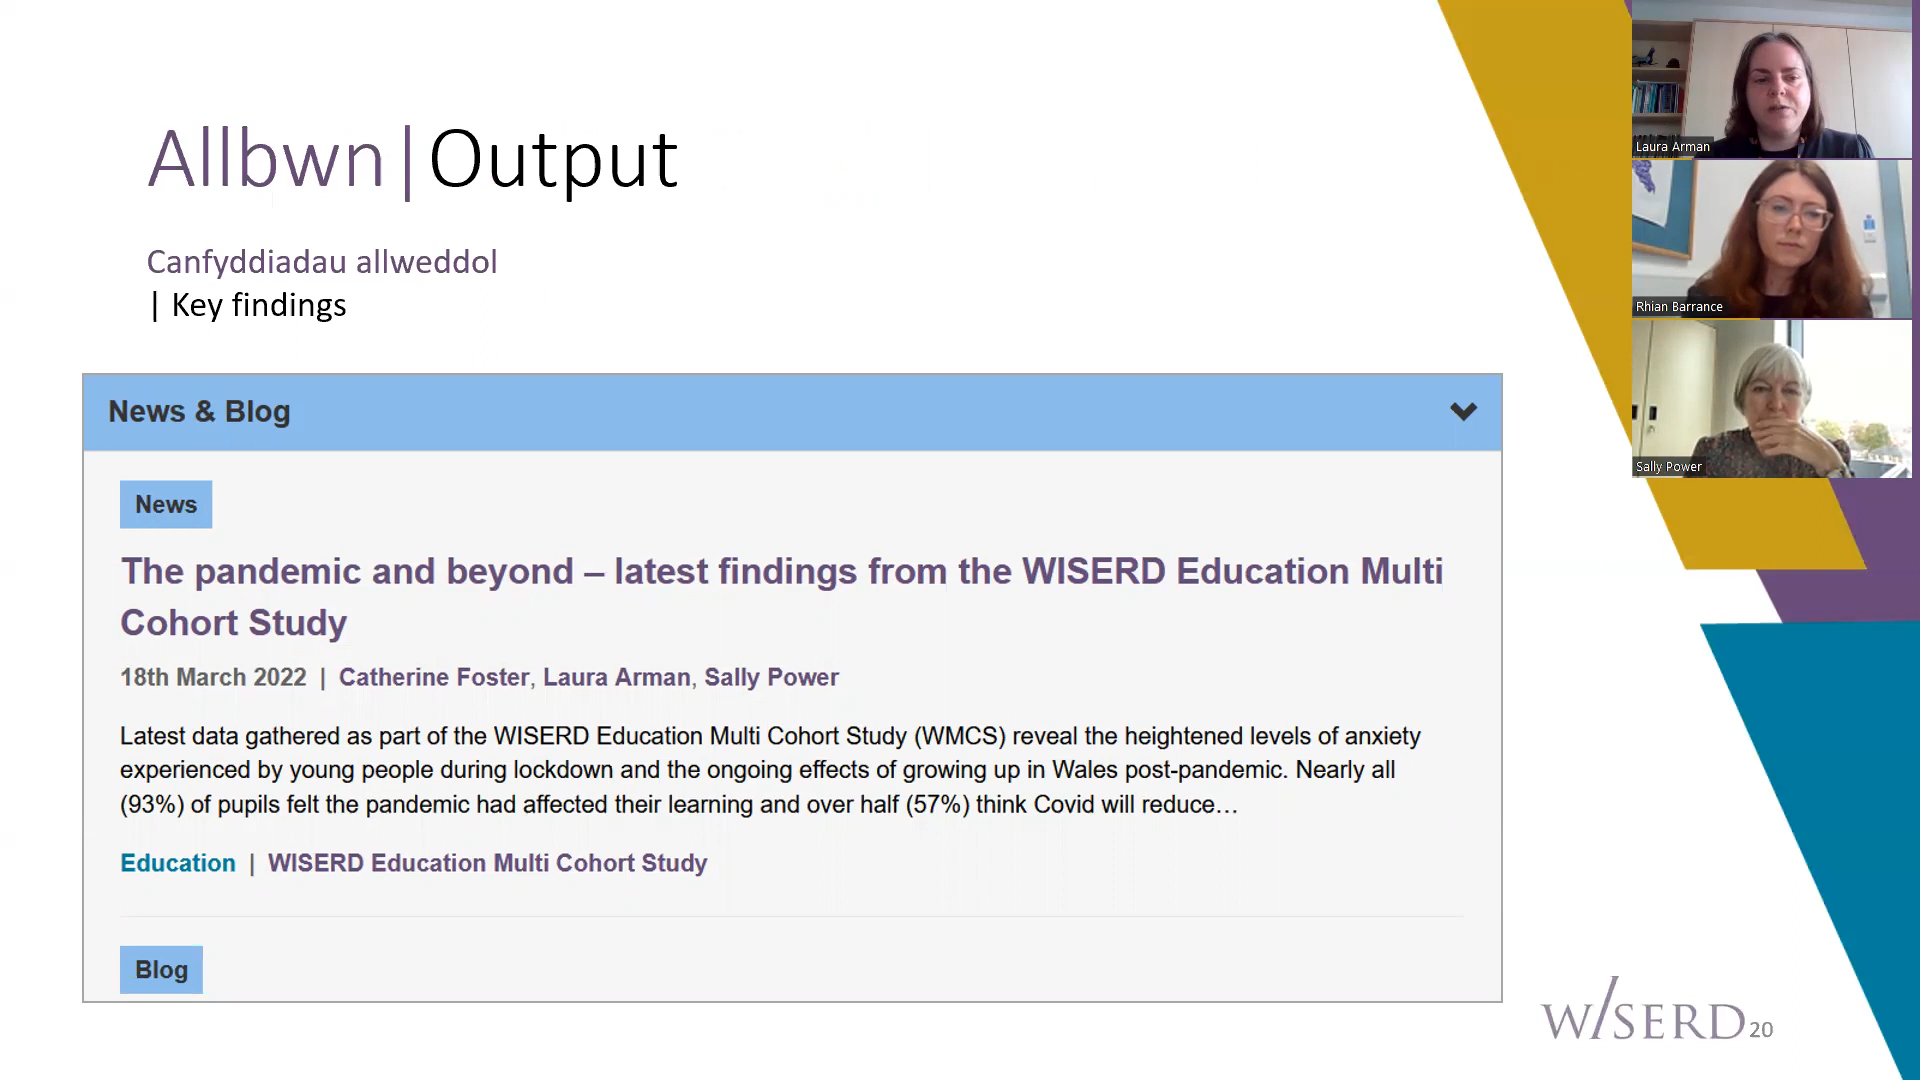 Allbwn|Output
Canfyddiadau allweddol
| Key findings
News & Blog
News
The pandemic and beyond – latest findings from the WISERD Education Multi
Cohort Study
18th March 2022 | Catherine Foster, Laura Arman, Sally Power
Latest data gathered as part of the WISERD Education Multi Cohort Study (WMCS) reveal the heightened levels of anxiety
experienced by young people during lockdown and the ongoing effects of growing up in Wales post-pandemic. Nearly all
(93%) of pupils felt the pandemic had affected their learning and over half (57%) think Covid will reduce…
Education | WISERD Education Multi Cohort Study
Blog
Laura Arman
Rhian Barrance
Sally Power
WISERD 20